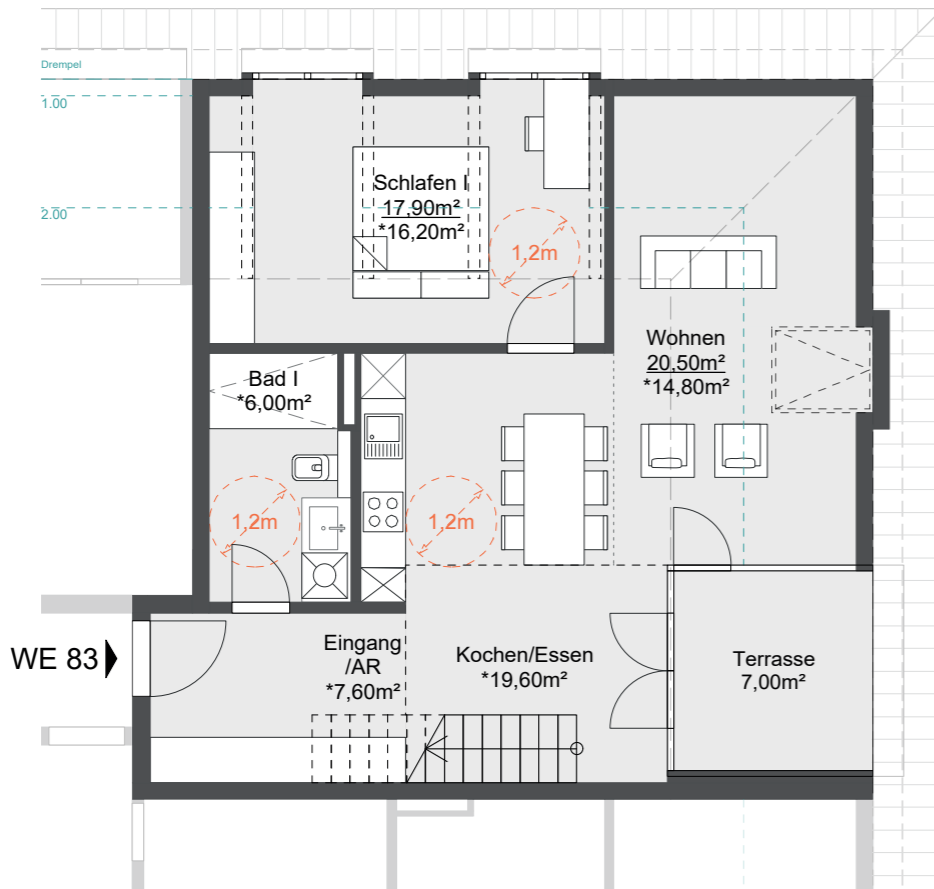 Drempel
1.00
2.00
Schlafen I
17,90m²
*16,20m²
1,2m
Wohnen
20,50m²
*14,80m²
Bad I
*6,00m²
1,2m
1,2m
WE 83
Eingang
/AR
*7,60m²
Kochen/Essen
*19,60m²
Terrasse
7,00m²